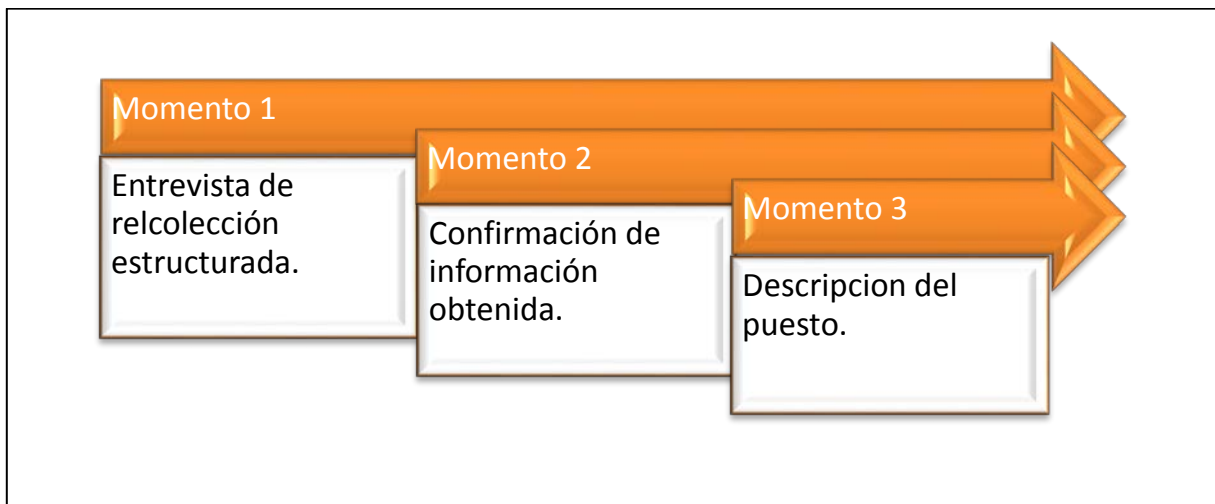 Momento 1
Entrevista de
relcolección
estructurada.
Momento 2
Confirmación de
información
obtenida.
Momento 3
Descripcion del
puesto.